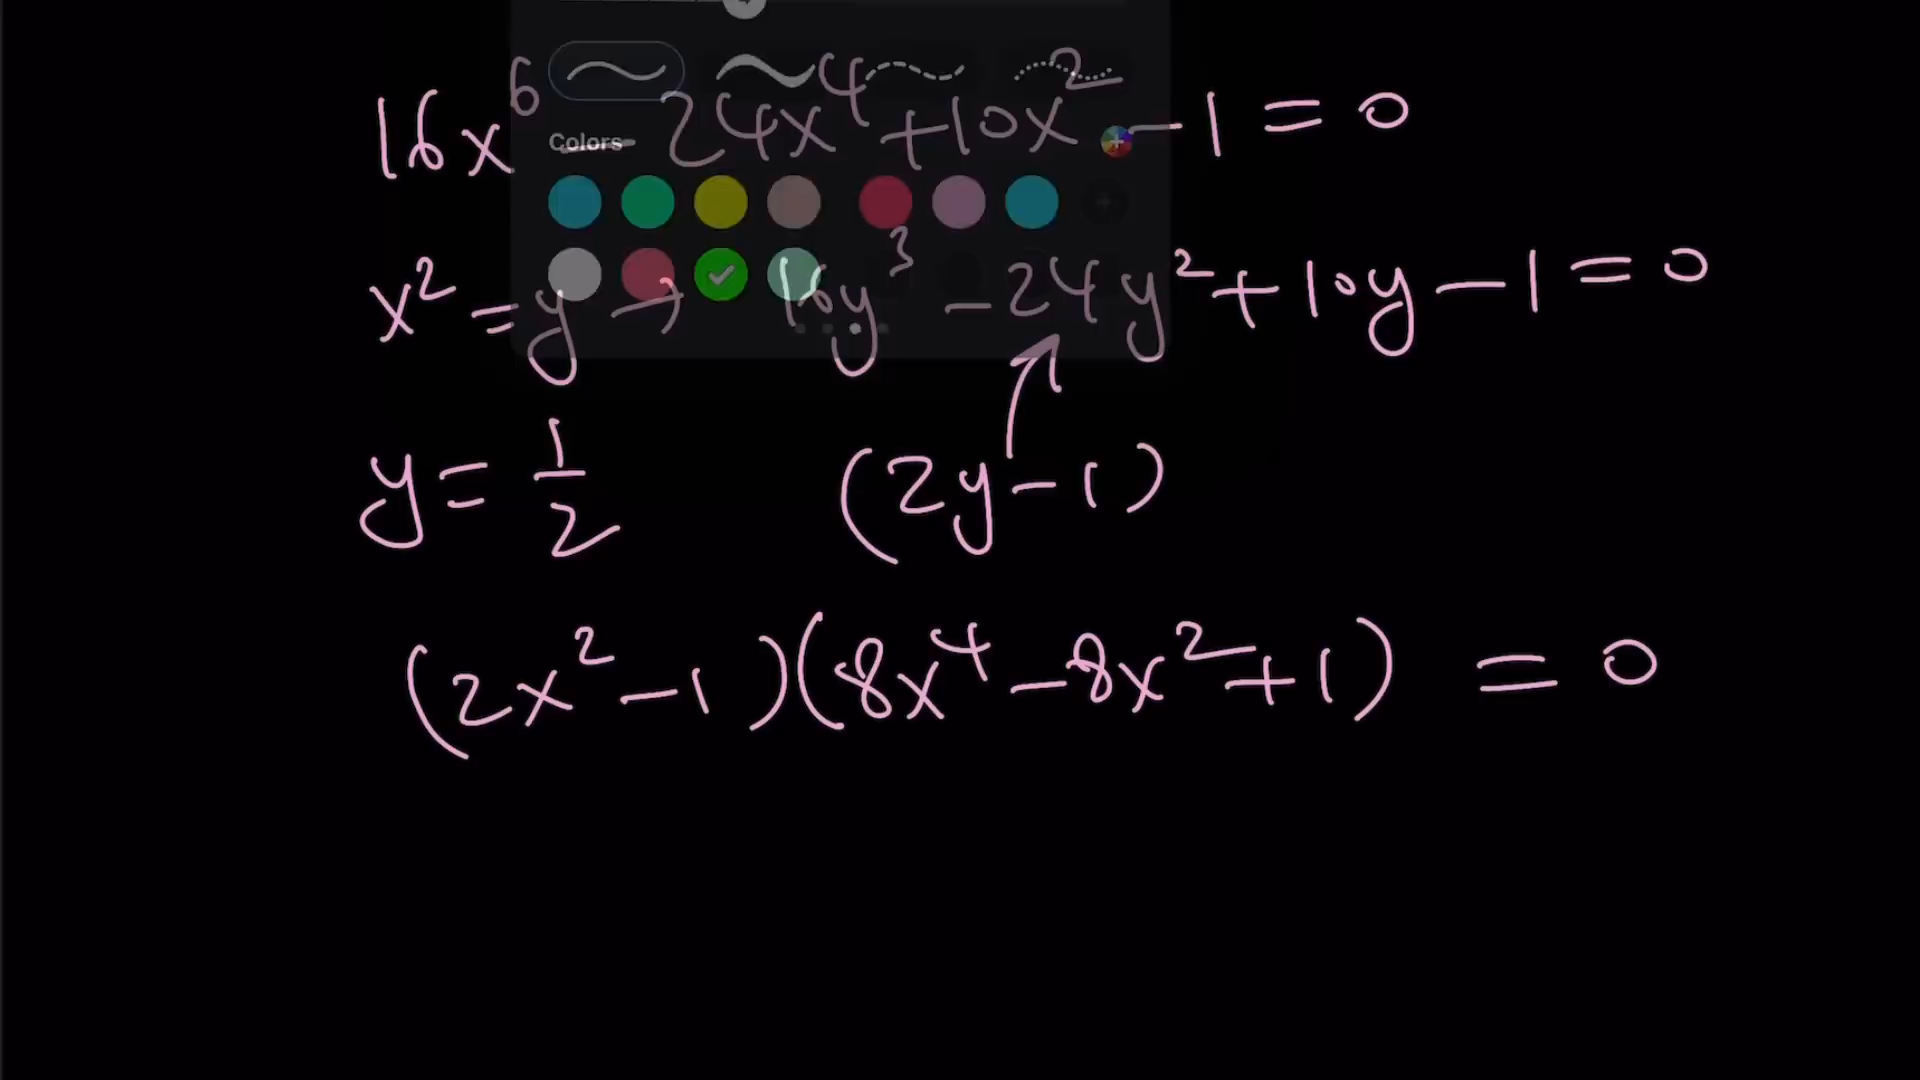 16x⁶ - 24x⁴ + 10x² - 1 = 0
Colors
x² = y → 16y³ - 24y² + 10y - 1 = 0
y = 1/2 (2y - 1)
(2x² - 1)(8x⁴ - 8x² + 1) = 0